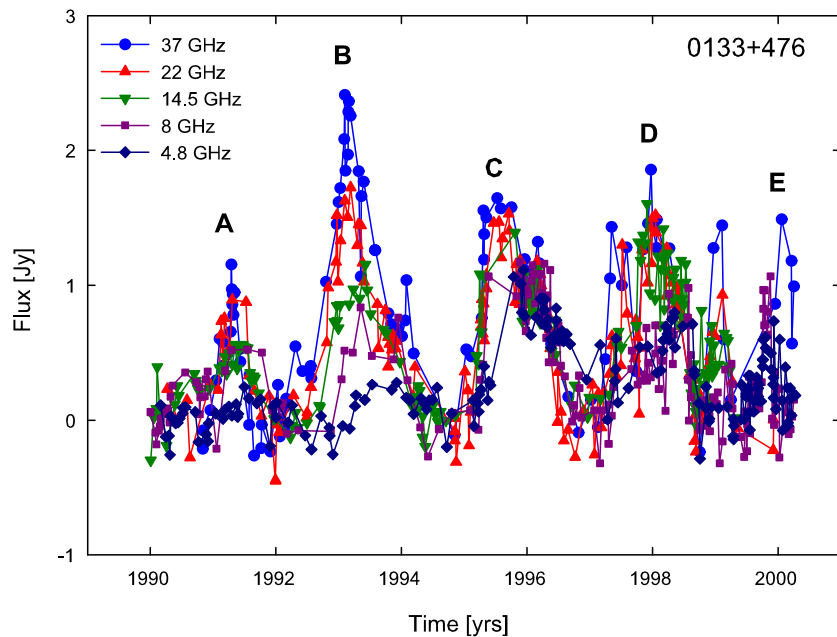 3
0133+476
37 GHz
22 GHz
14.5 GHz
8 GHz
4.8 GHz
B
2
C
D
A
E
1
Flux [Jy]
0
-1
1990 1992 1994 1996 1998 2000
Time [yrs]